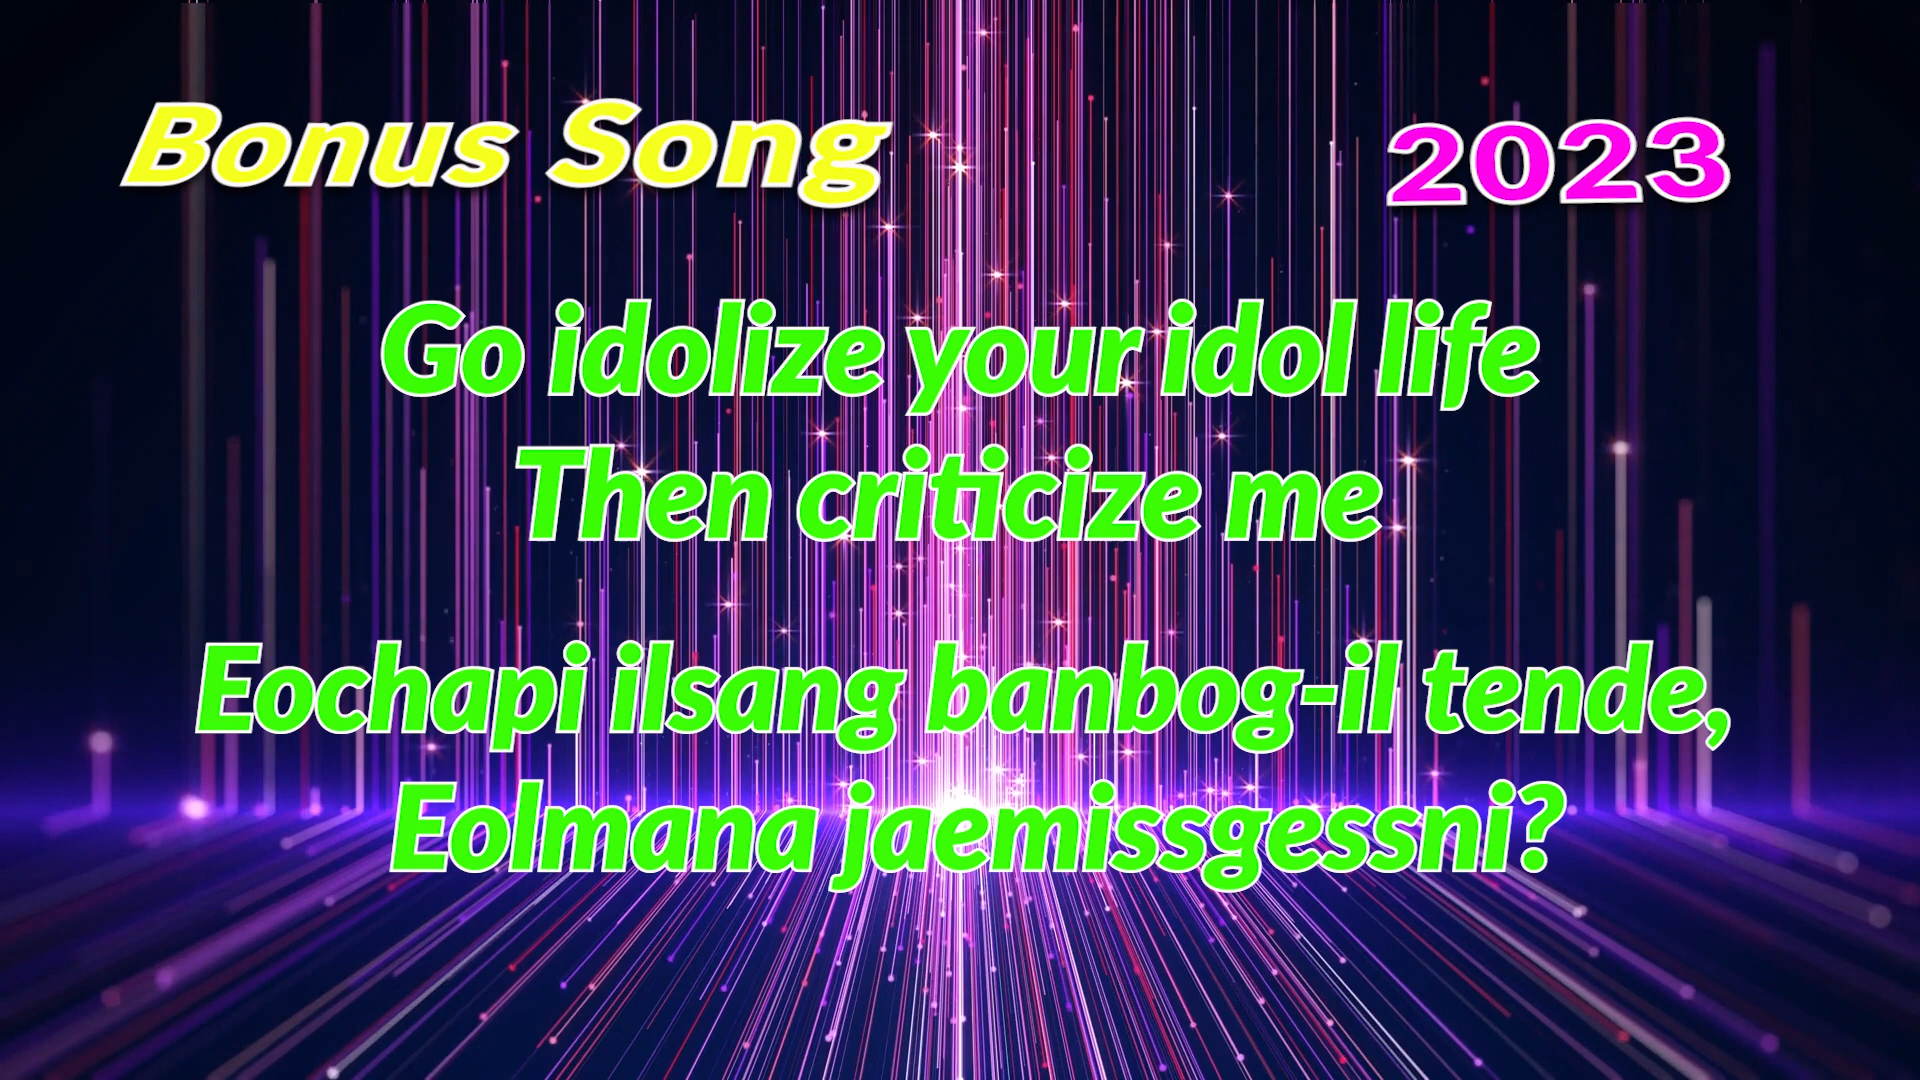 Bonus Song
2023
Go idolize your idol life
Then criticize me
Eochapi ilsang banbog-il tende,
Eolmana jaemissgessni?